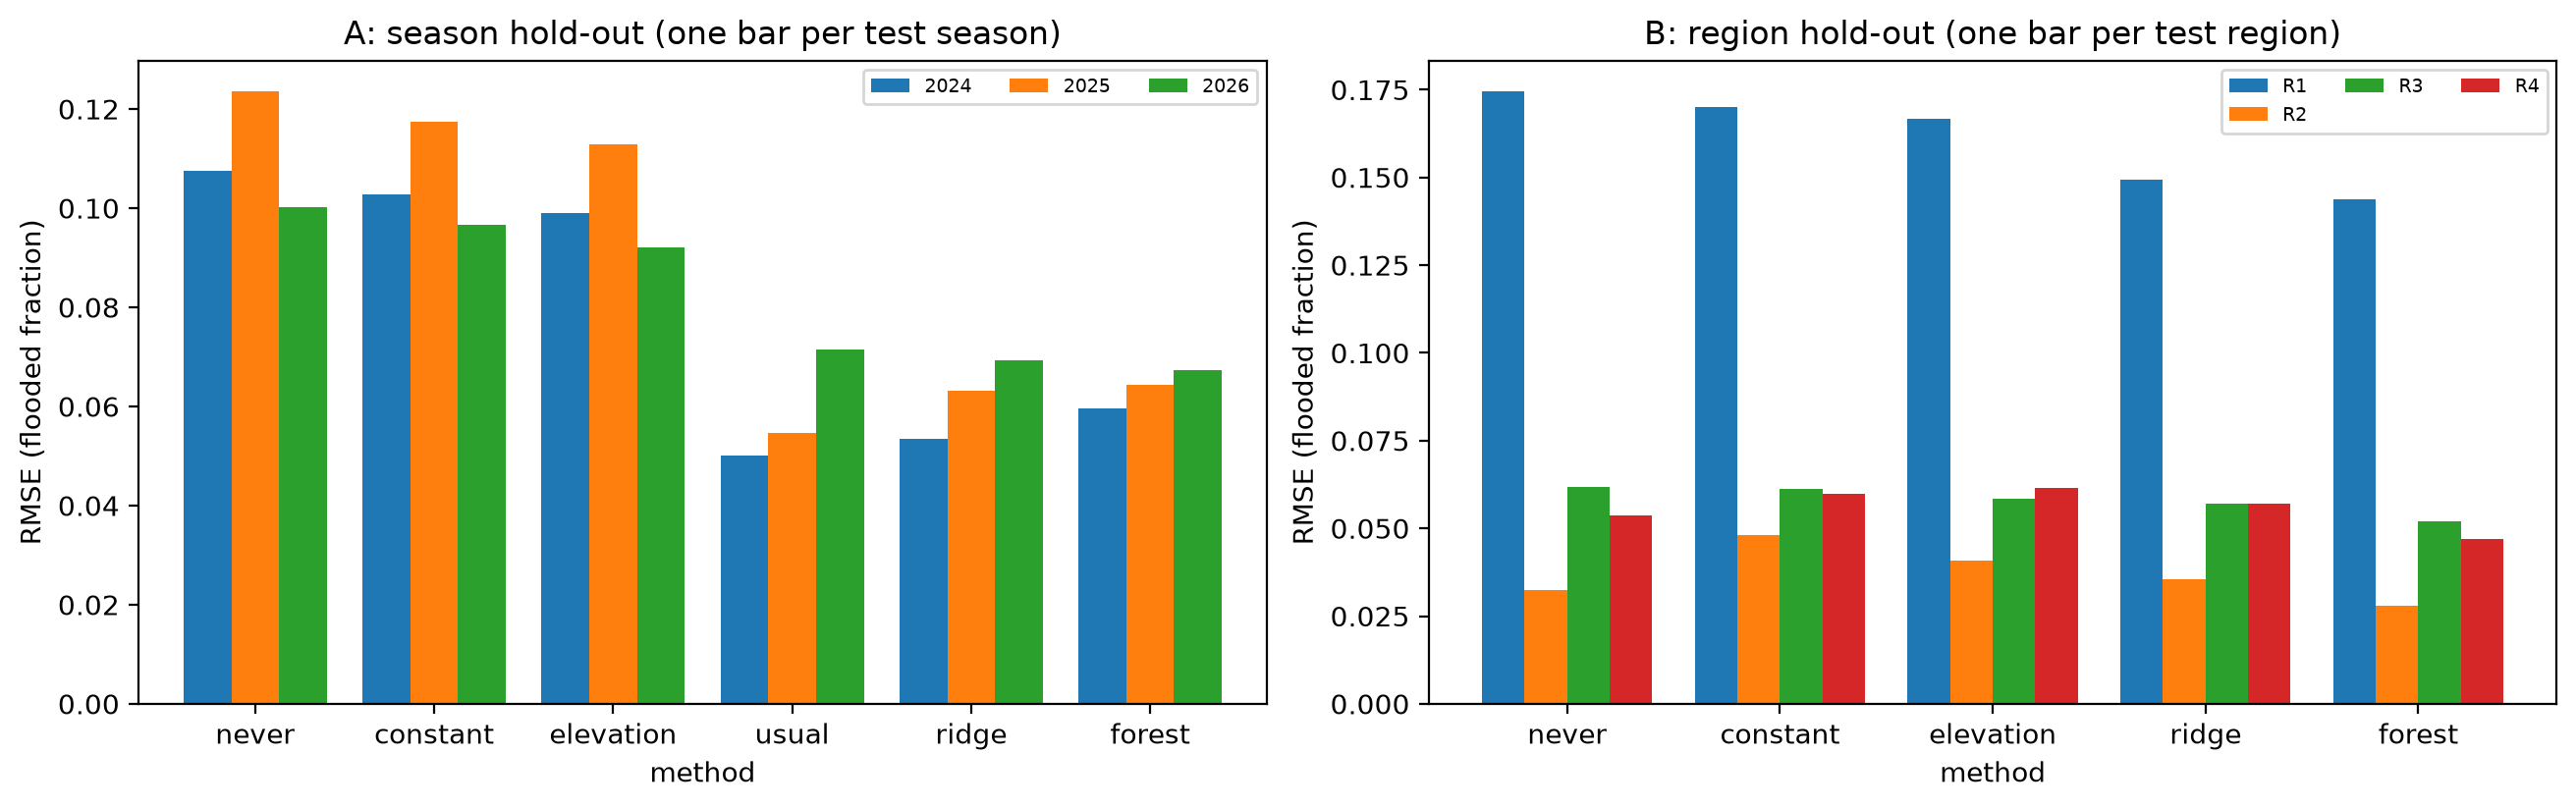 A: season hold-out (one bar per test season)
RMSE (flooded fraction)
0.12
0.10
0.08
0.06
0.04
0.02
0.00
2024 2025 2026
never constant elevation usual ridge forest
method
B: region hold-out (one bar per test region)
RMSE (flooded fraction)
0.175
0.150
0.125
0.100
0.075
0.050
0.025
0.000
R1 R3 R4
R2
never constant elevation ridge forest
method